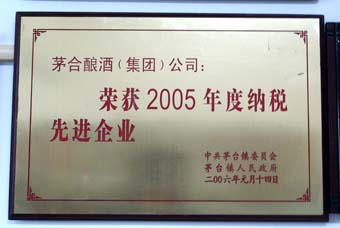 茅合酿酒(集团)公司:
荣获2005年度纳税
先进企业
中共茅台镇委员会
茅台镇人民政府
二00六年元月十四日